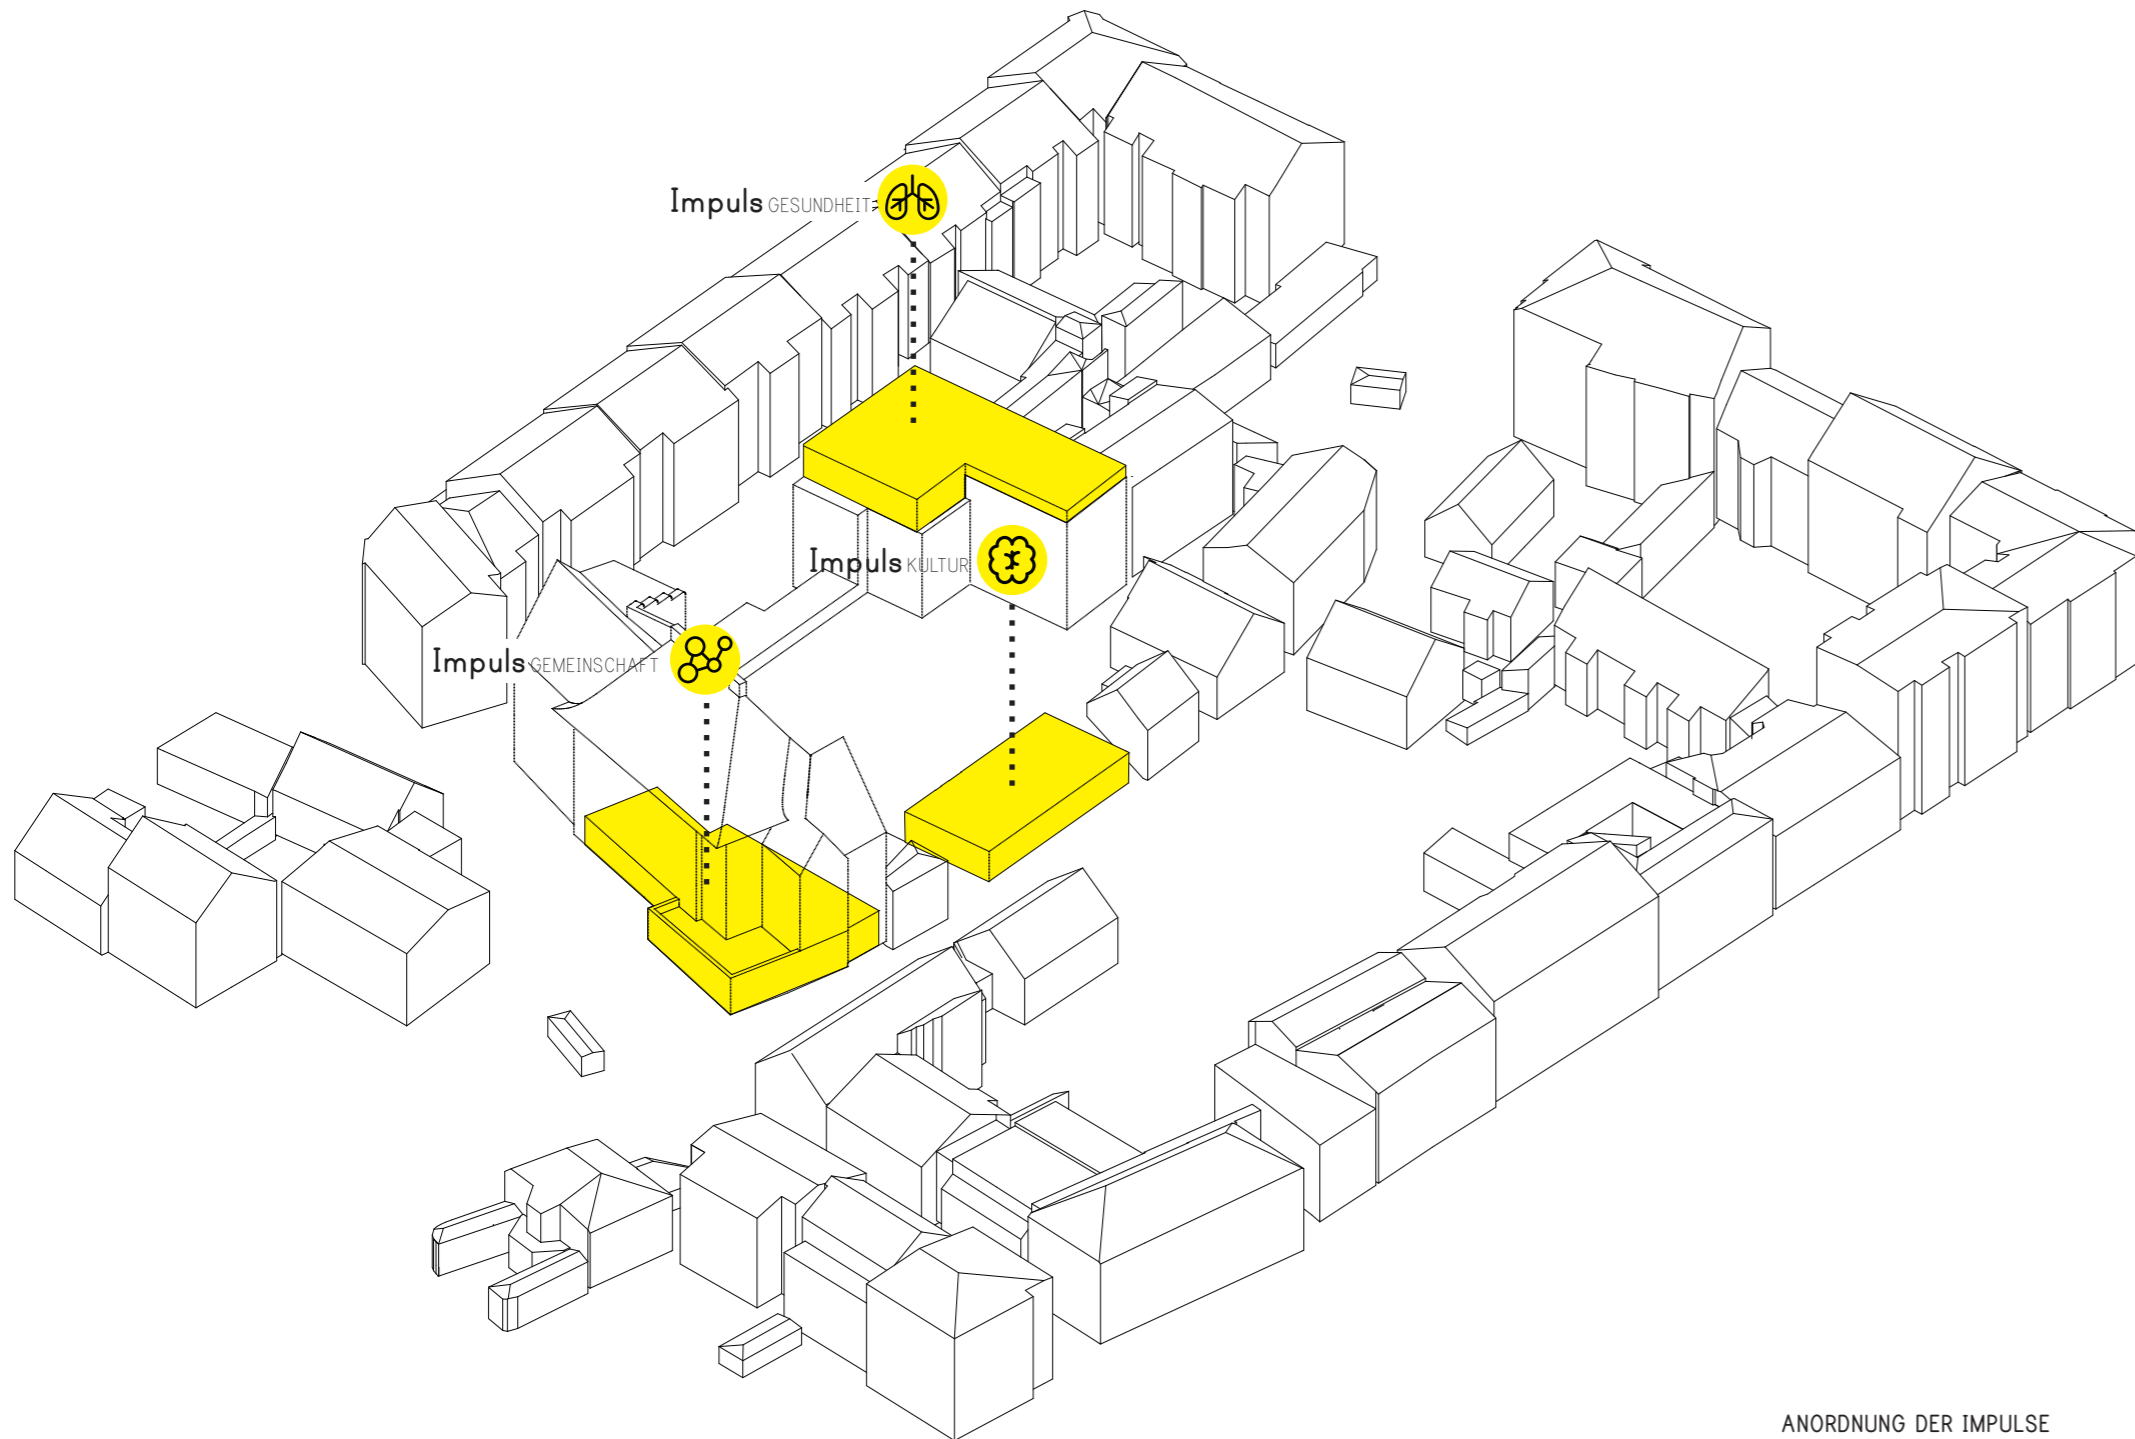 Impuls GESUNDHEIT
Impuls KULTUR
Impuls GEMEINSCHAFT
ANORDNUNG DER IMPULSE